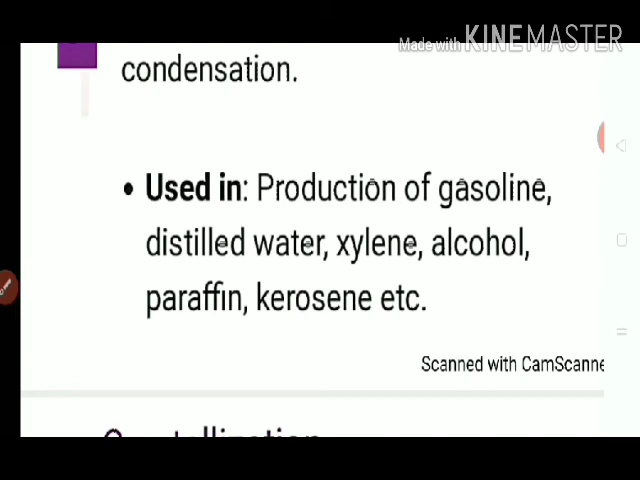 Made with KINEMASTER
condensation.
• Used in: Production of gasoline,
distilled water, xylene, alcohol,
paraffin, kerosene etc.
Scanned with CamScanne